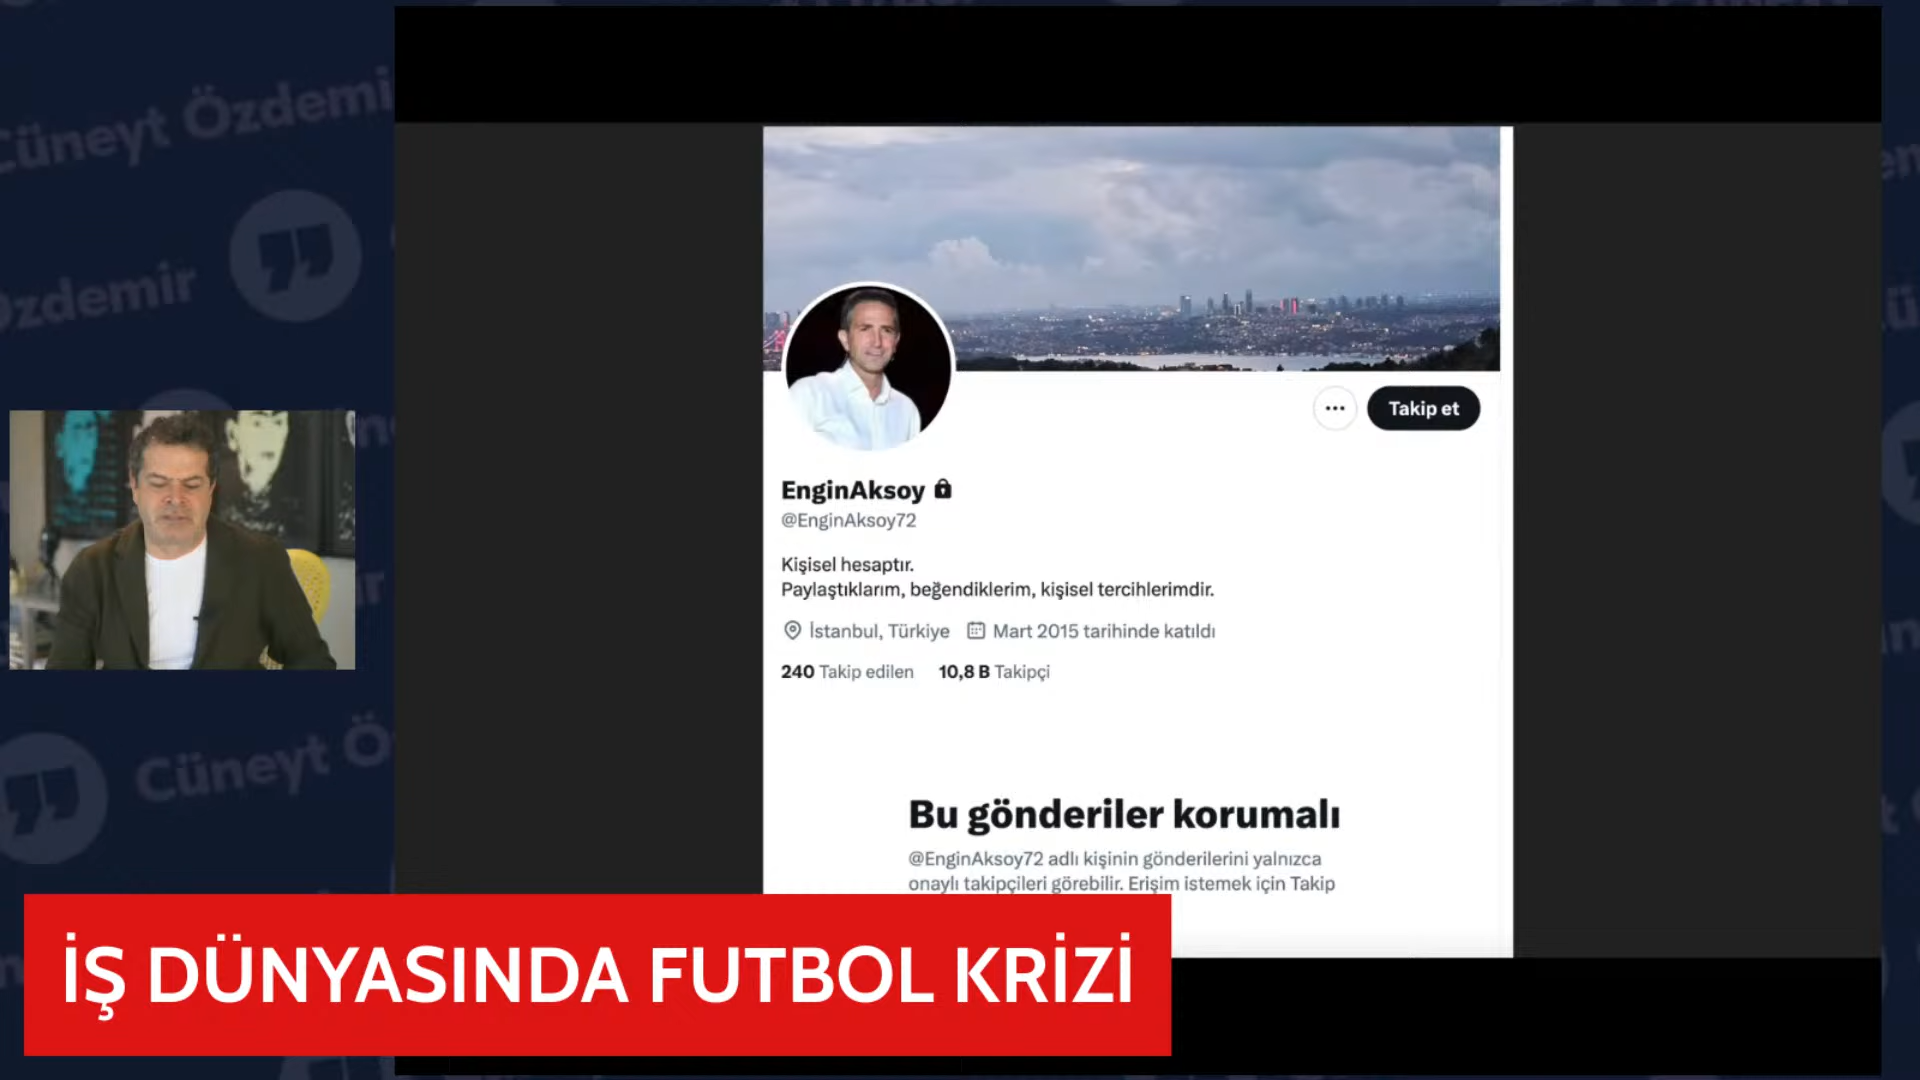 Cüneyt Özdemir
Özdemir
Cüneyt Ö
EnginAksoy
@EnginAksoy72
Kişisel hesaptır.
Paylaştıklarım, beğendiklerim, kişisel tercihlerimdir.
İstanbul, Türkiye Mart 2015 tarihinde katıldı
240 Takip edilen 10,8 B Takipçi
Takip et
Bu gönderiler korumalı
@EnginAksoy72 adlı kişinin gönderilerini yalnızca
onaylı takipçileri görebilir. Erişim istemek için Takip
İŞ DÜNYASINDA FUTBOL KRİZİ